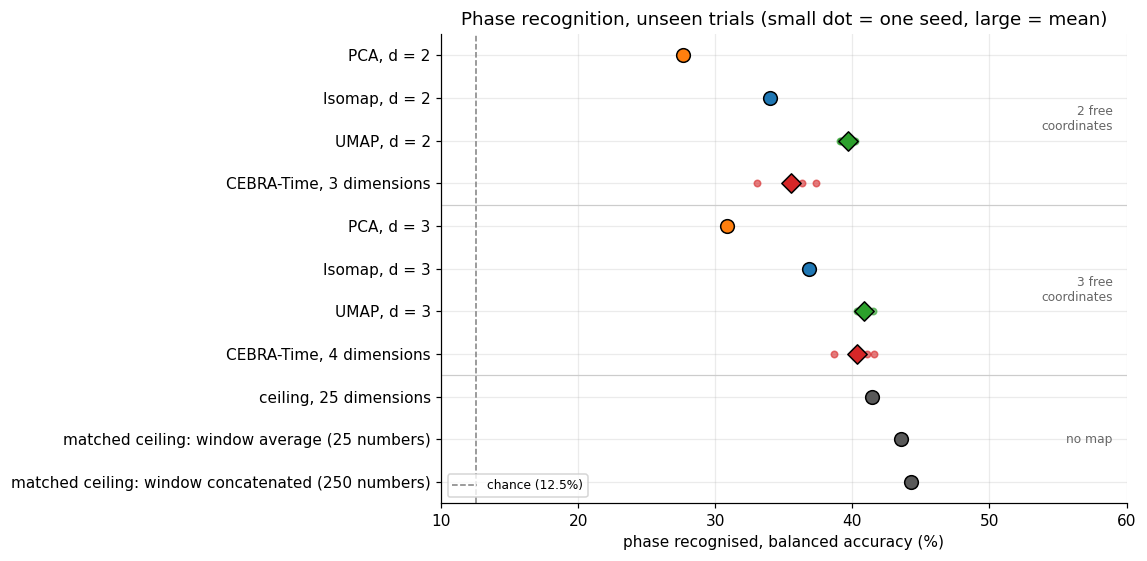 Phase recognition, unseen trials (small dot = one seed, large = mean)
PCA, d = 2
Isomap, d = 2
2 free
coordinates
UMAP, d = 2
CEBRA-Time, 3 dimensions
PCA, d = 3
Isomap, d = 3
3 free
coordinates
UMAP, d = 3
CEBRA-Time, 4 dimensions
ceiling, 25 dimensions
matched ceiling: window average (25 numbers)
no map
matched ceiling: window concatenated (250 numbers)
chance (12.5%)
10 20 30 40 50 60
phase recognised, balanced accuracy (%)